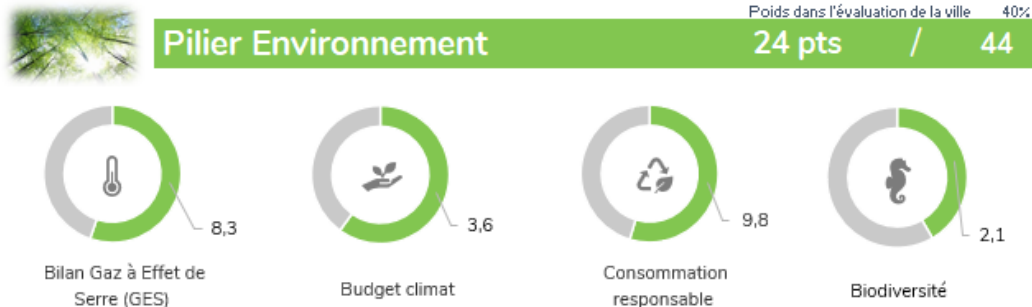 Poids dans l'évaluation de la ville 40%
Pilier Environnement 24 pts / 44
8,3
3,6
9,8
2,1
Bilan Gaz à Effet de
Serre (GES)
Budget climat
Consommation
responsable
Biodiversité